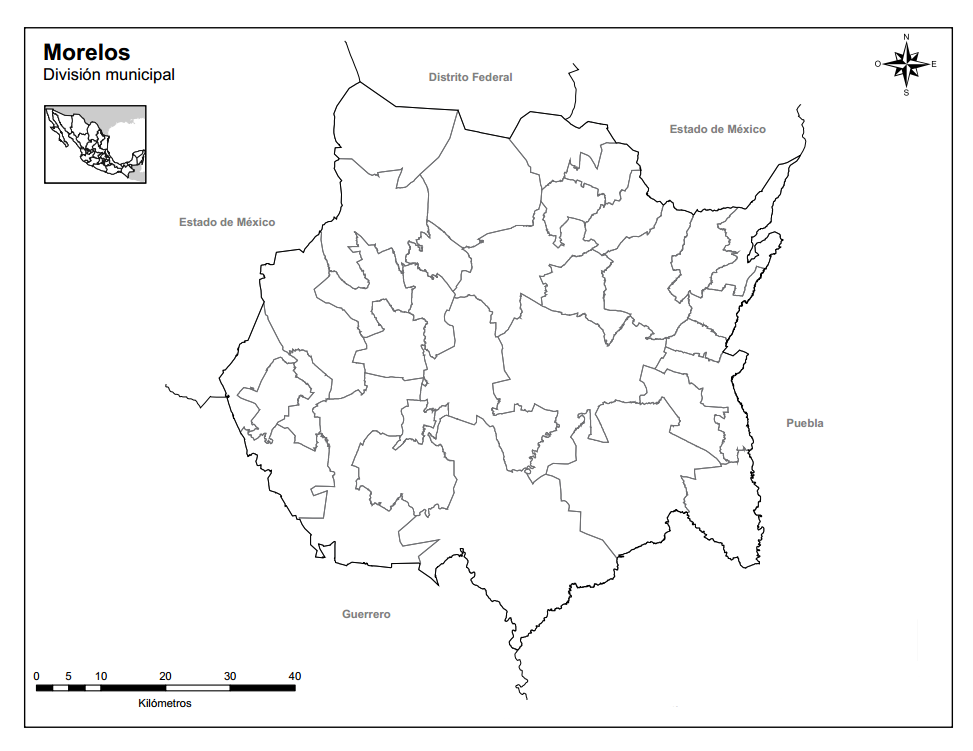 Morelos
División municipal
N
O
E
S
Distrito Federal
Estado de México
Estado de México
Puebla
Guerrero
0 5 10 20 30 40
Kilómetros